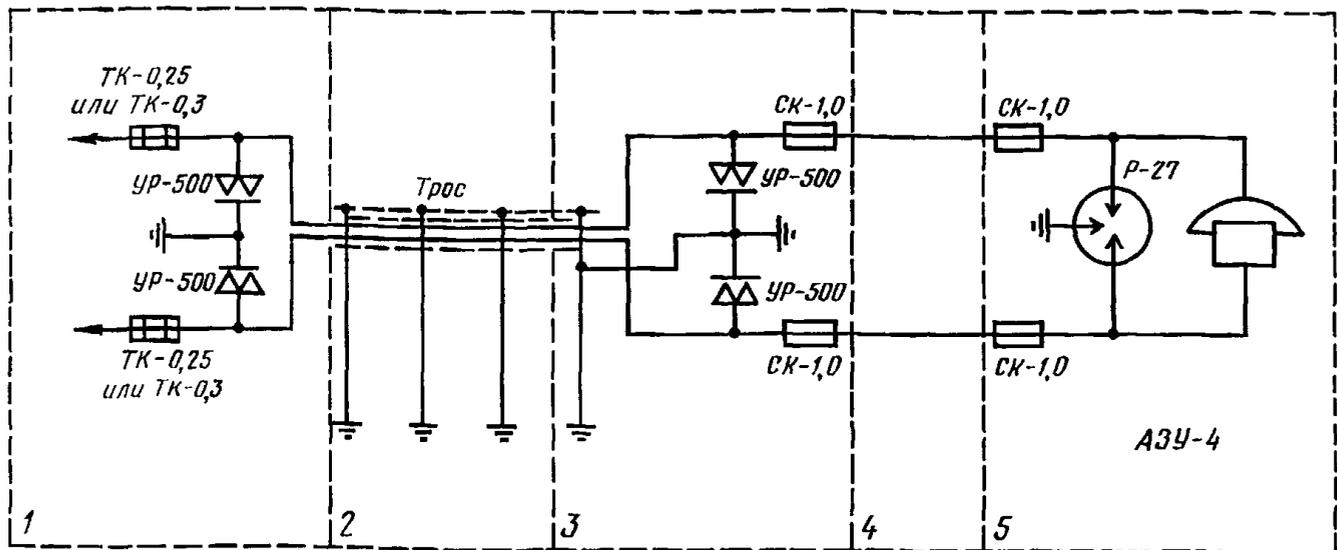 ТК-0,25
или ТК-0,3
УР-500
УР-500
ТК-0,25
или ТК-0,3
1
Трос
2
СК-1,0
УР-500
УР-500
СК-1,0
3
4
СК-1,0
Р-27
СК-1,0
АЗУ-4
5